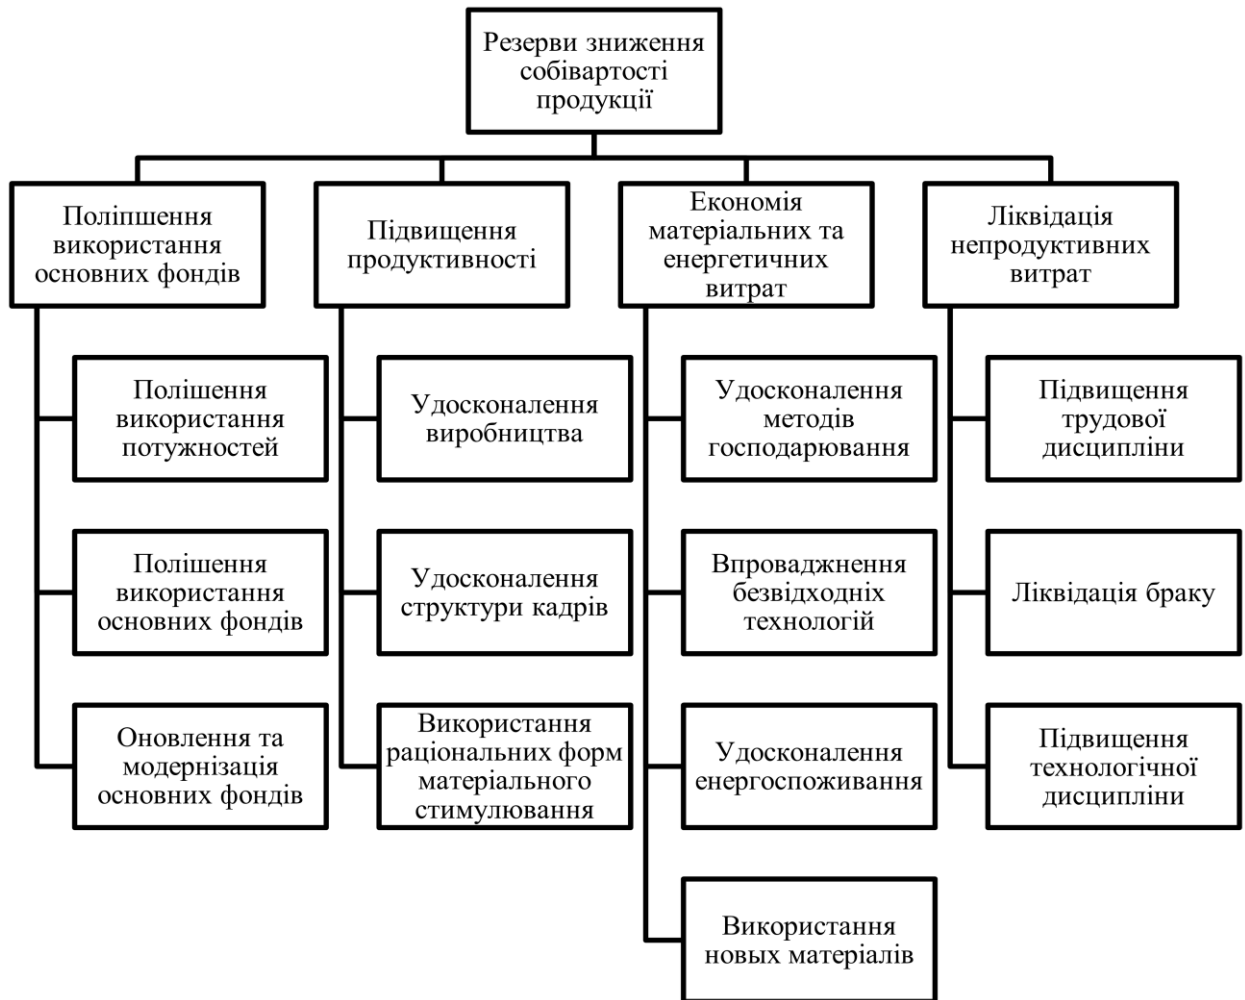 Резерви зниження
собівартості
продукції
Поліпшення
використання
основних фондів
Підвищення
продуктивності
Економія
матеріальних та
енергетичних
витрат
Ліквідація
непродуктивних
витрат
Полішення
використання
потужностей
Удосконалення
виробництва
Удосконалення
методів
господарювання
Підвищення
трудової
дисципліни
Полішення
використання
основних фондів
Удосконалення
структури кадрів
Впроваджнення
безвідходніх
технологій
Ліквідація браку
Оновлення та
модернізація
основних фондів
Використання
раціональних форм
матеріального
стимулювання
Удосконалення
енергоспоживання
Підвищення
технологічної
дисципліни
Використання
новых матеріалів